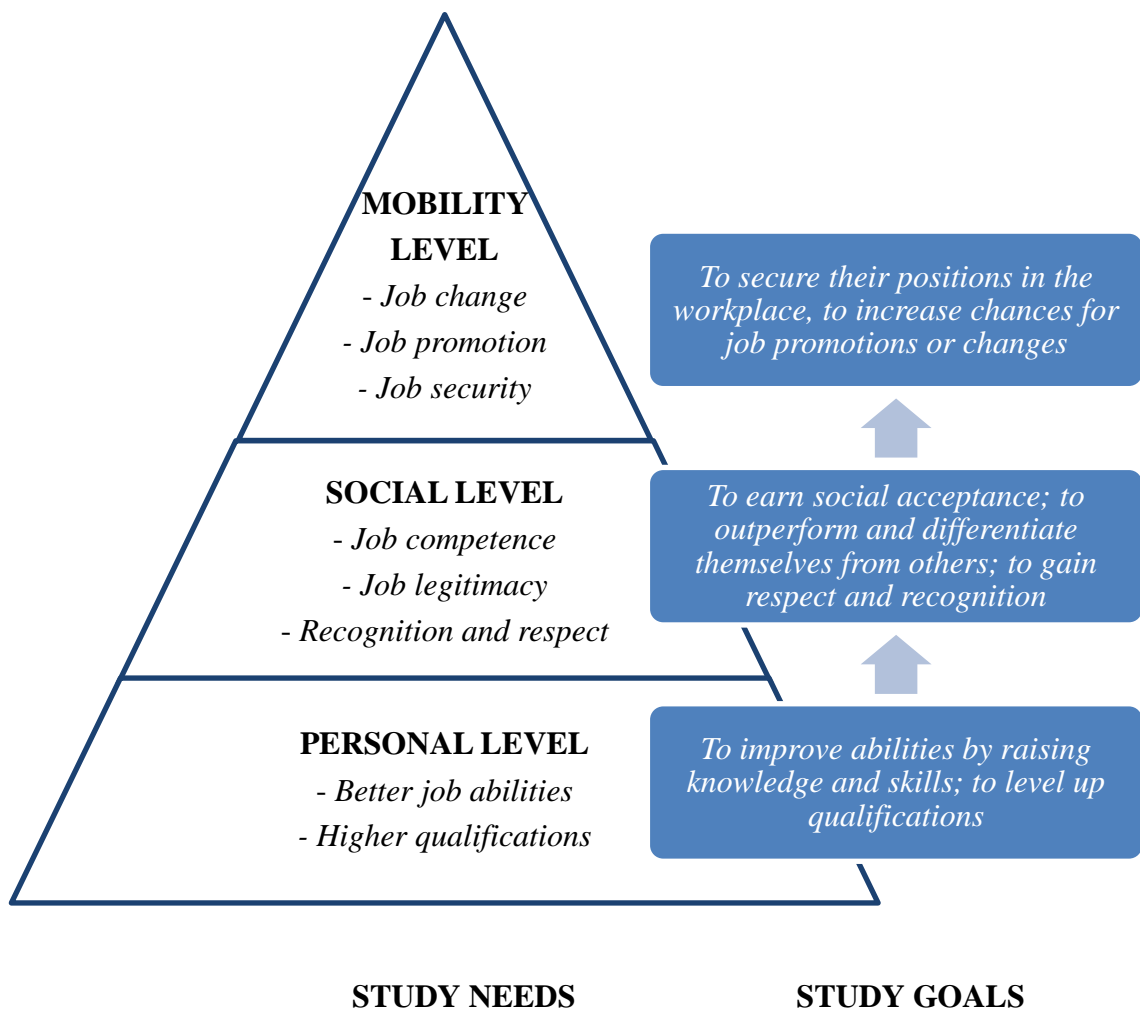 MOBILITY
LEVEL
- Job change
- Job promotion
- Job security
To secure their positions in the
workplace, to increase chances for
job promotions or changes
SOCIAL LEVEL
- Job competence
- Job legitimacy
- Recognition and respect
To earn social acceptance; to
outperform and differentiate
themselves from others; to gain
respect and recognition
PERSONAL LEVEL
- Better job abilities
- Higher qualifications
To improve abilities by raising
knowledge and skills; to level up
qualifications
STUDY NEEDS
STUDY GOALS